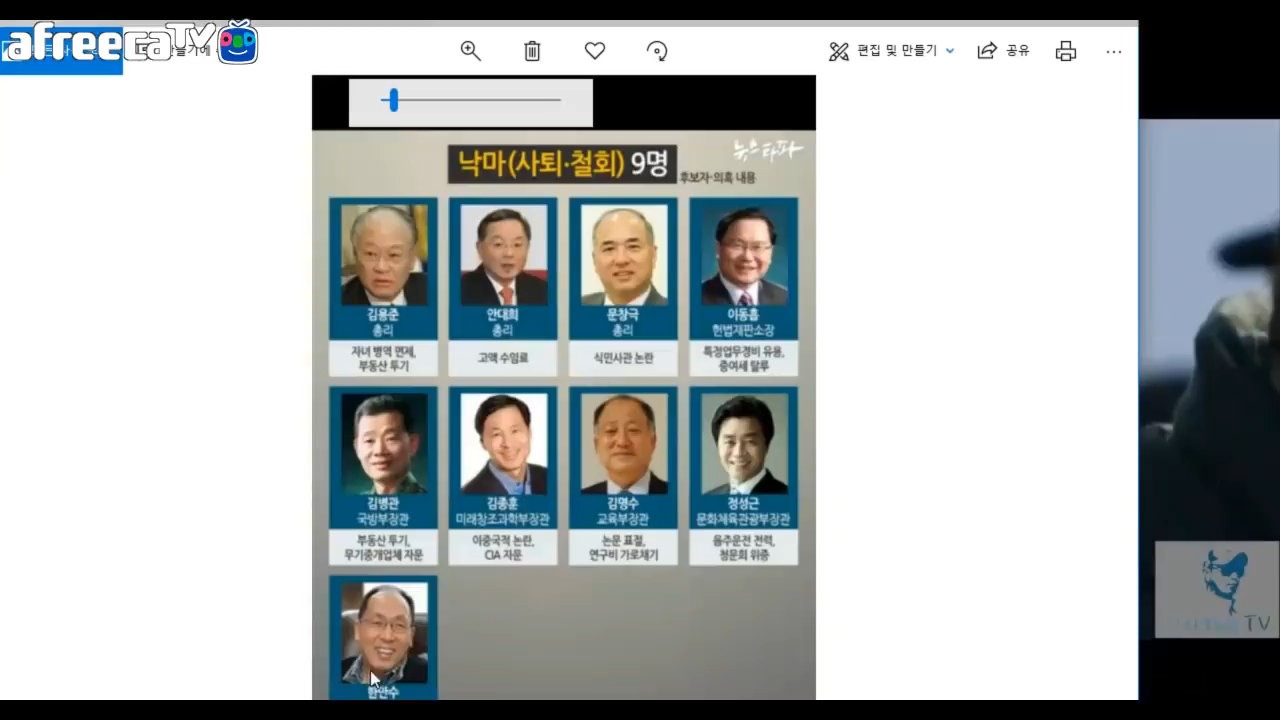 afreecaTV
편집 및 만들기
공유
뉴스타파
낙마(사퇴·철회) 9명
후보자·의혹 내용
김용준
총리
자녀 병역 면제,
부동산 투기
안대희
총리
고액 수임료
문창극
총리
식민사관 논란
이동흡
헌법재판소장
특정업무경비 유용,
증여세 탈루
김병관
국방부장관
부동산 투기,
무기중개업체 자문
김종훈
미래창조과학부장관
이중국적 논란,
CIA 자문
김명수
교육부장관
논문 표절,
연구비 가로채기
정성근
문화체육관광부장관
음주운전 전력,
청문회 위증
한만수
TV